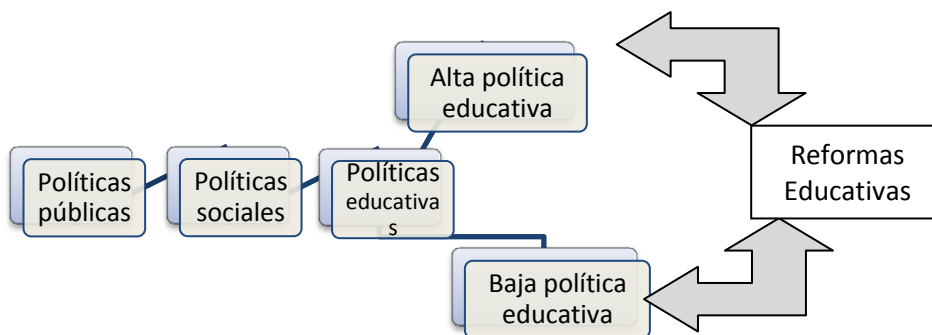 Alta política
educativa
Políticas
públicas
Políticas
sociales
Políticas
educativa
s
Baja política
educativa
Reformas
Educativas